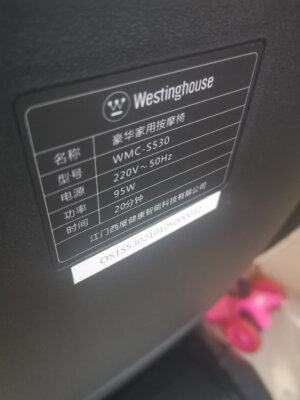 Westinghouse
名称 豪华家用按摩椅
型号 WMC-S530
电源 220V~50Hz
功率 95W
时间 20分钟
江门西屋健康智能科技有限公司